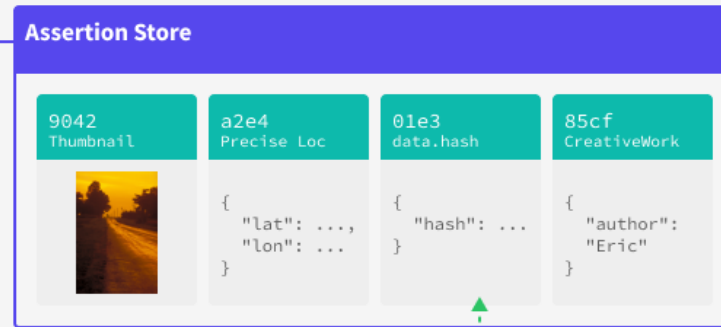 Assertion Store
9042
Thumbnail
a2e4
Precise Loc
{
"lat": ...,
"lon": ...
}
01e3
data.hash
{
"hash": ...
}
85cf
CreativeWork
{
"author":
"Eric"
}